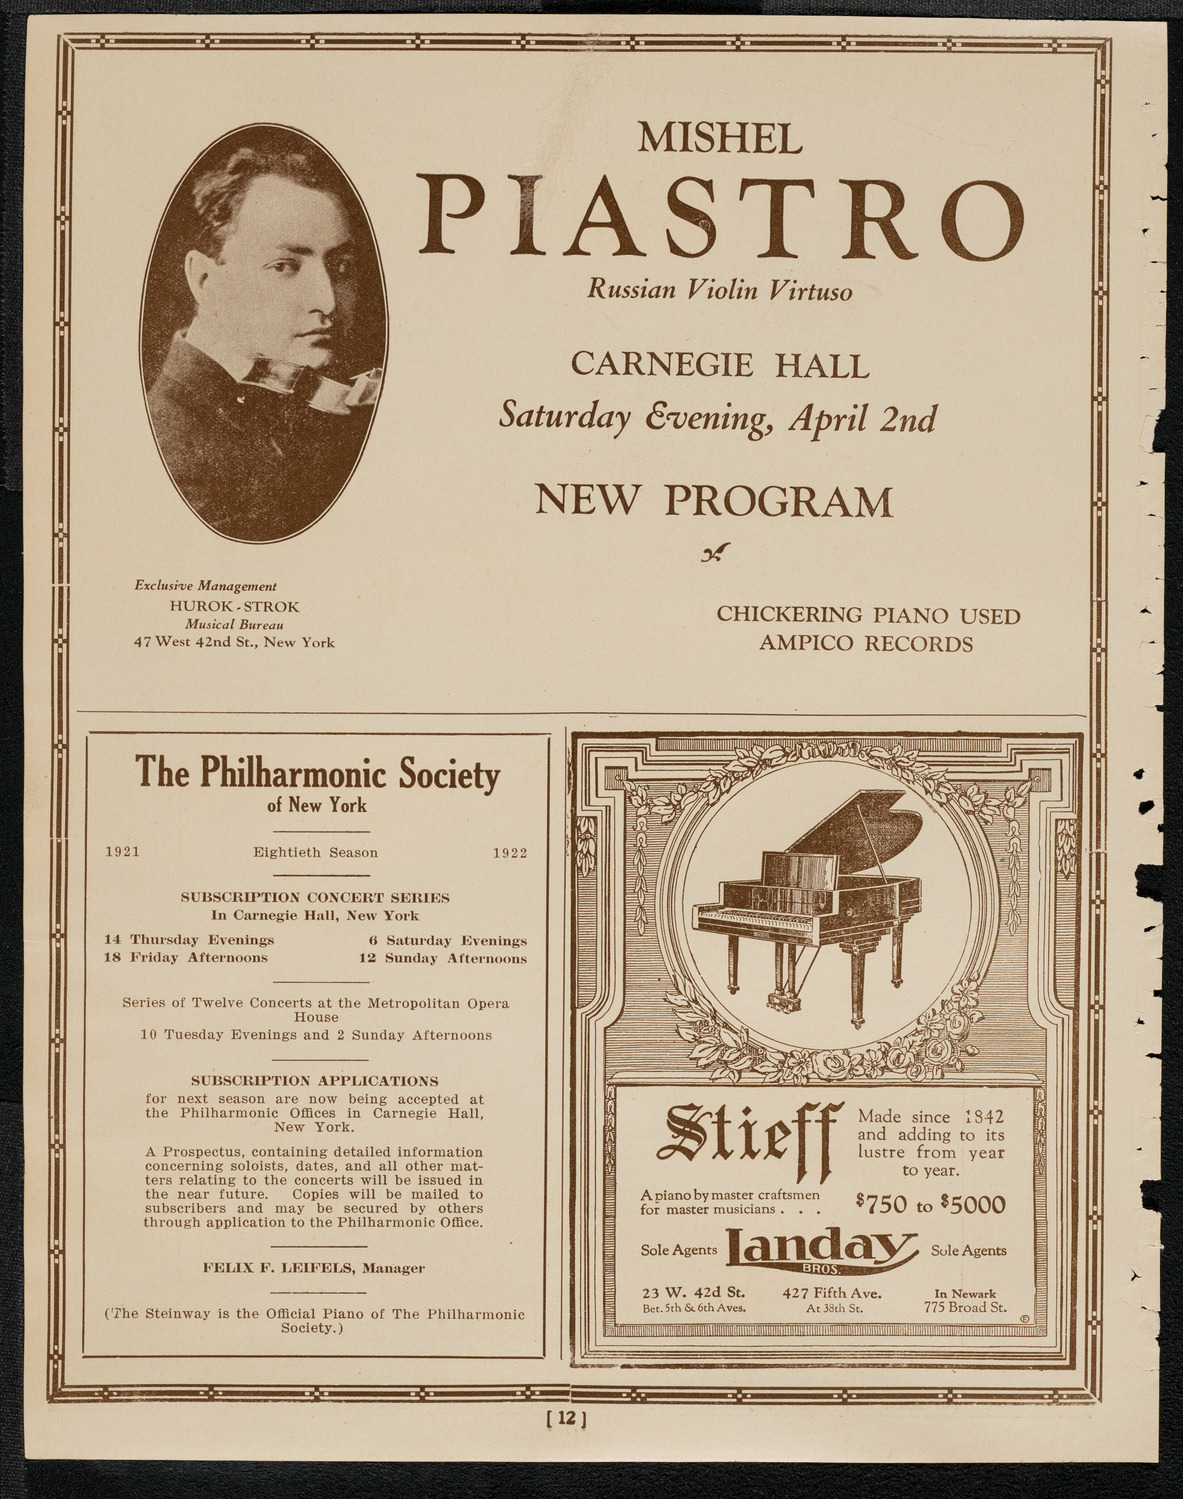 MISHEL
PIASTRO
Russian Violin Virtuso
CARNEGIE HALL
Saturday Evening, April 2nd
NEW PROGRAM
Exclusive Management
HUROK - STROK
Musical Bureau
47 West 42nd St., New York
CHICKERING PIANO USED
AMPICO RECORDS
The Philharmonic Society
of New York
1921 Eightieth Season 1922
SUBSCRIPTION CONCERT SERIES
In Carnegie Hall, New York
14 Thursday Evenings 6 Saturday Evenings
18 Friday Afternoons 12 Sunday Afternoons
Series of Twelve Concerts at the Metropolitan Opera
House
10 Tuesday Evenings and 2 Sunday Afternoons
SUBSCRIPTION APPLICATIONS
for next season are now being accepted at
the Philharmonic Offices in Carnegie Hall,
New York.
A Prospectus, containing detailed information
concerning soloists, dates, and all other mat-
ters relating to the concerts will be issued in
the near future. Copies will be mailed to
subscribers and may be secured by others
through application to the Philharmonic Office.
FELIX F. LEIFELS, Manager
(The Steinway is the Official Piano of The Philharmonic
Society.)
Stieff
Made since 1842
and adding to its
lustre from year
to year.
A piano by master craftsmen
for master musicians . . .
$750 to $5000
Sole Agents Landay Sole Agents
BROS.
23 W. 42d St. 427 Fifth Ave. In Newark
Bet. 5th & 6th Aves. At 38th St. 775 Broad St.
Ⓟ
[ 12 ]